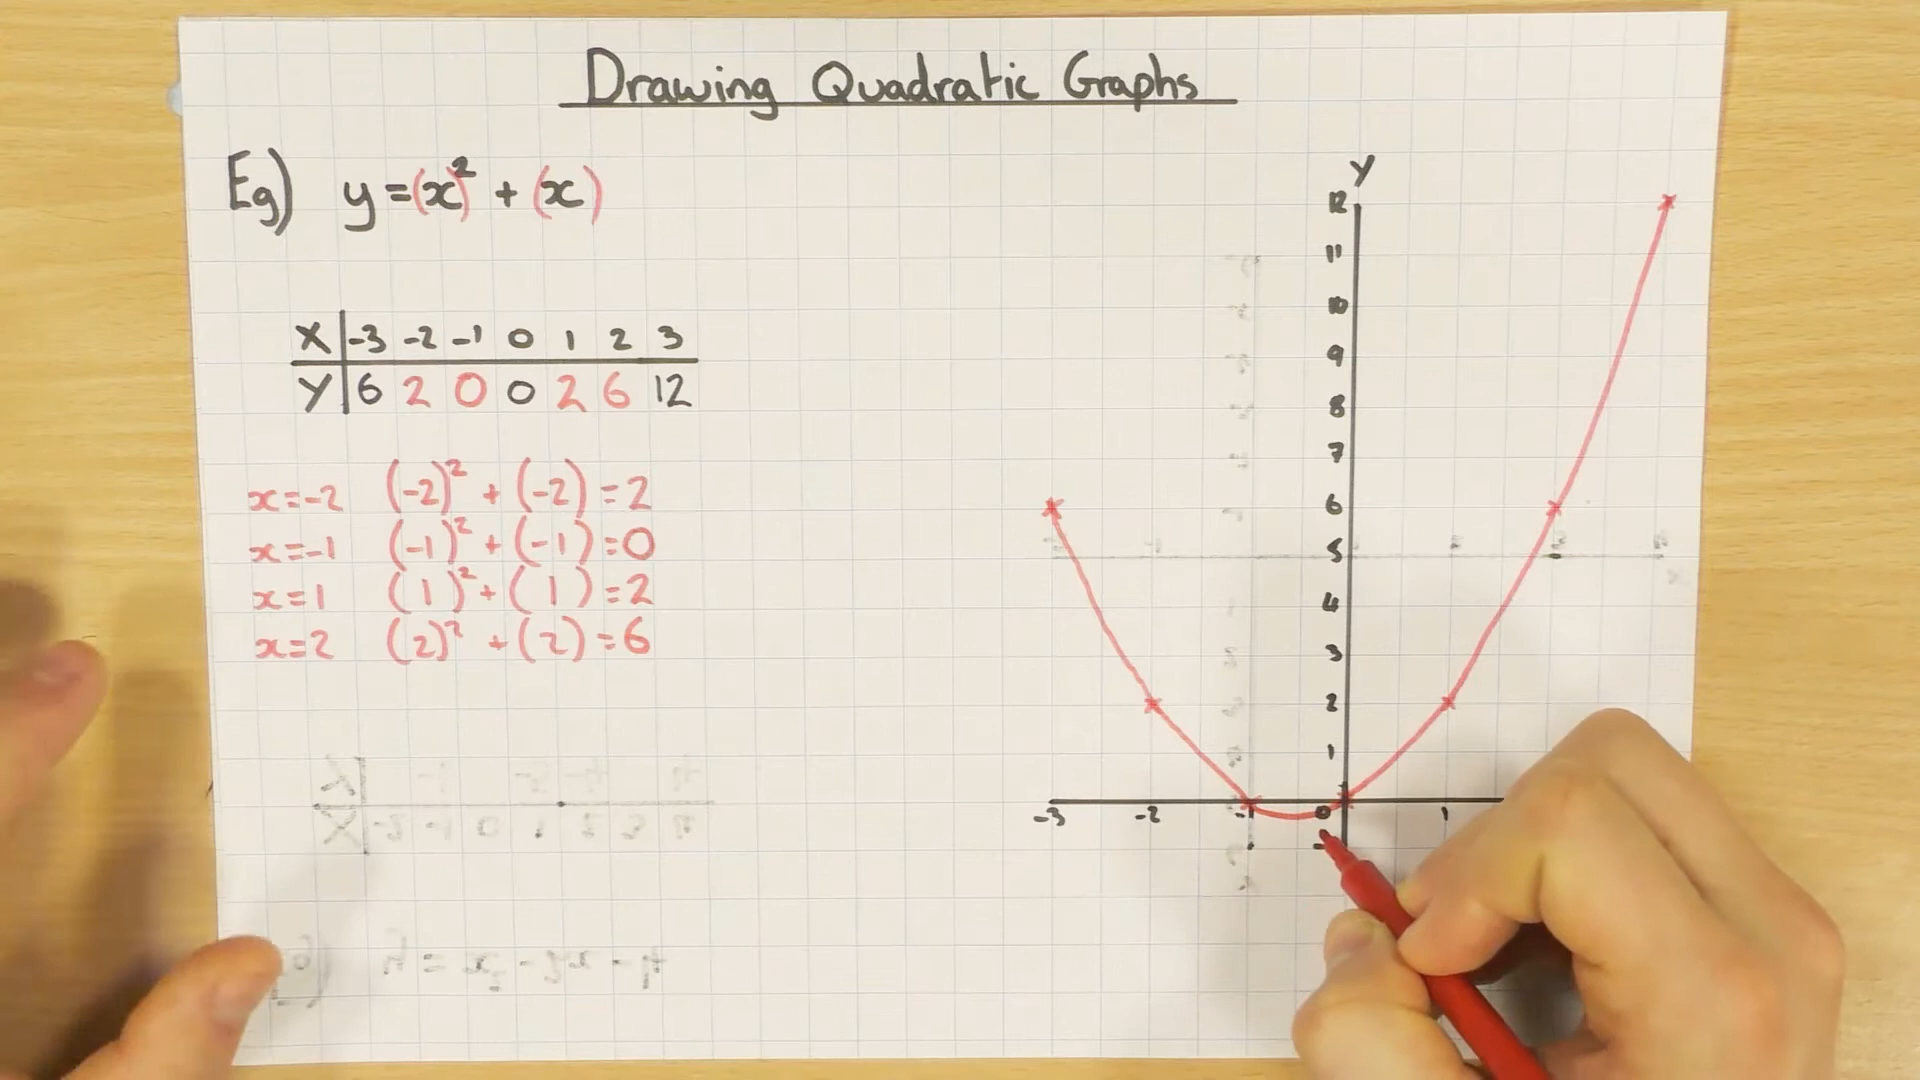 Drawing Quadratic Graphs
Eg) y = (x)² + (x)
X -3 -2 -1 0 1 2 3
Y 6 2 0 0 2 6 12
x=-2 (-2)² + (-2) = 2
x=-1 (-1)² + (-1) = 0
x=1 (1)² + (1) = 2
x=2 (2)² + (2) = 6
Y
12
11
10
9
8
7
6
5
4
3
2
1
-3 -2 -1 0 1